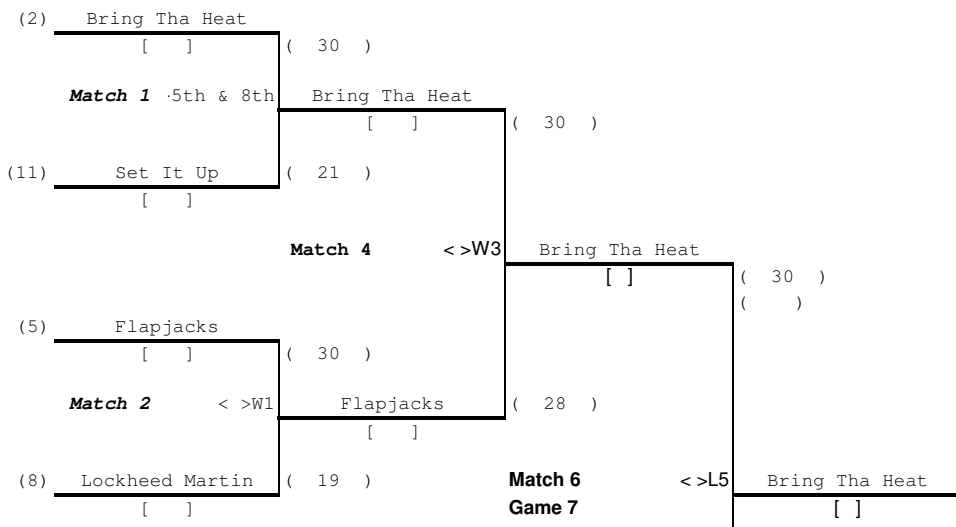 (2) Bring Tha Heat
[ ] ( 30 )
Match 1 ·5th & 8th Bring Tha Heat
[ ] ( 30 )
(11) Set It Up ( 21 )
[ ]
Match 4 < >W3 Bring Tha Heat
[ ] ( 30 )
( )
(5) Flapjacks
[ ] ( 30 )
Match 2 < >W1 Flapjacks ( 28 )
[ ]
(8) Lockheed Martin ( 19 ) Match 6 < >L5 Bring Tha Heat
[ ] Game 7 [ ]